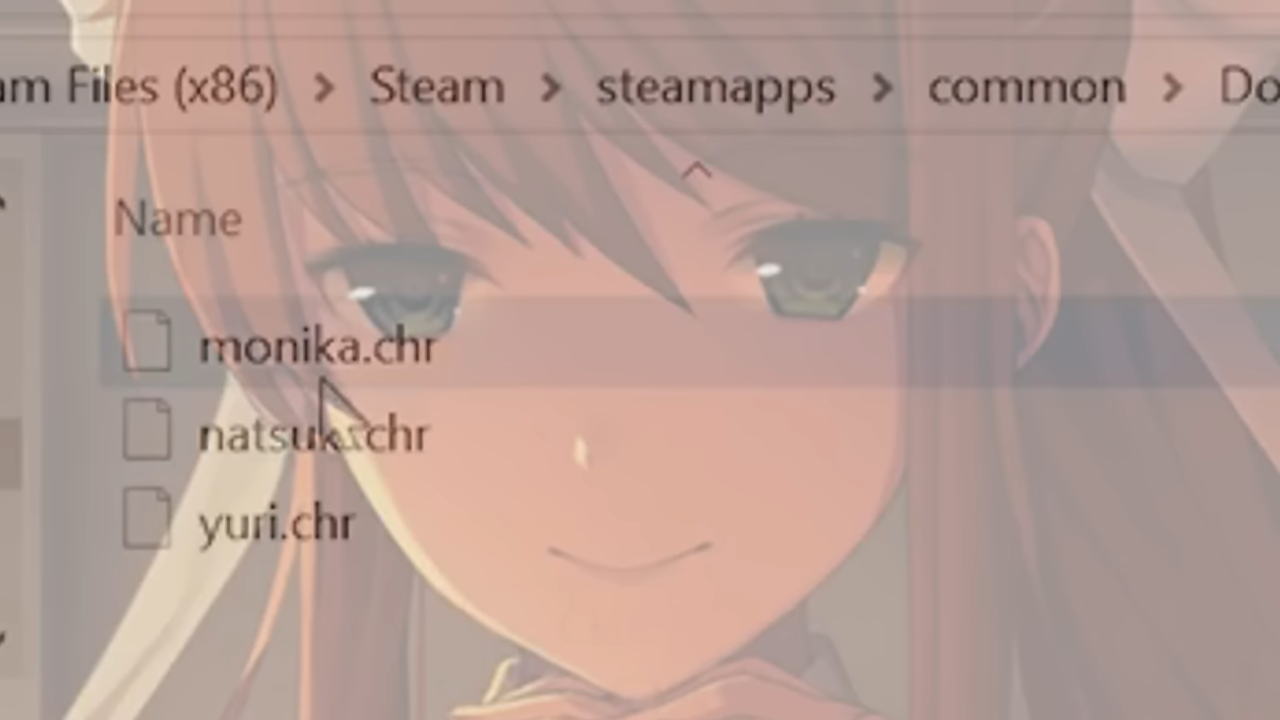 am Files (x86) > Steam > steamapps > common > Do
Name
monika.chr
natsuki.chr
yuri.chr